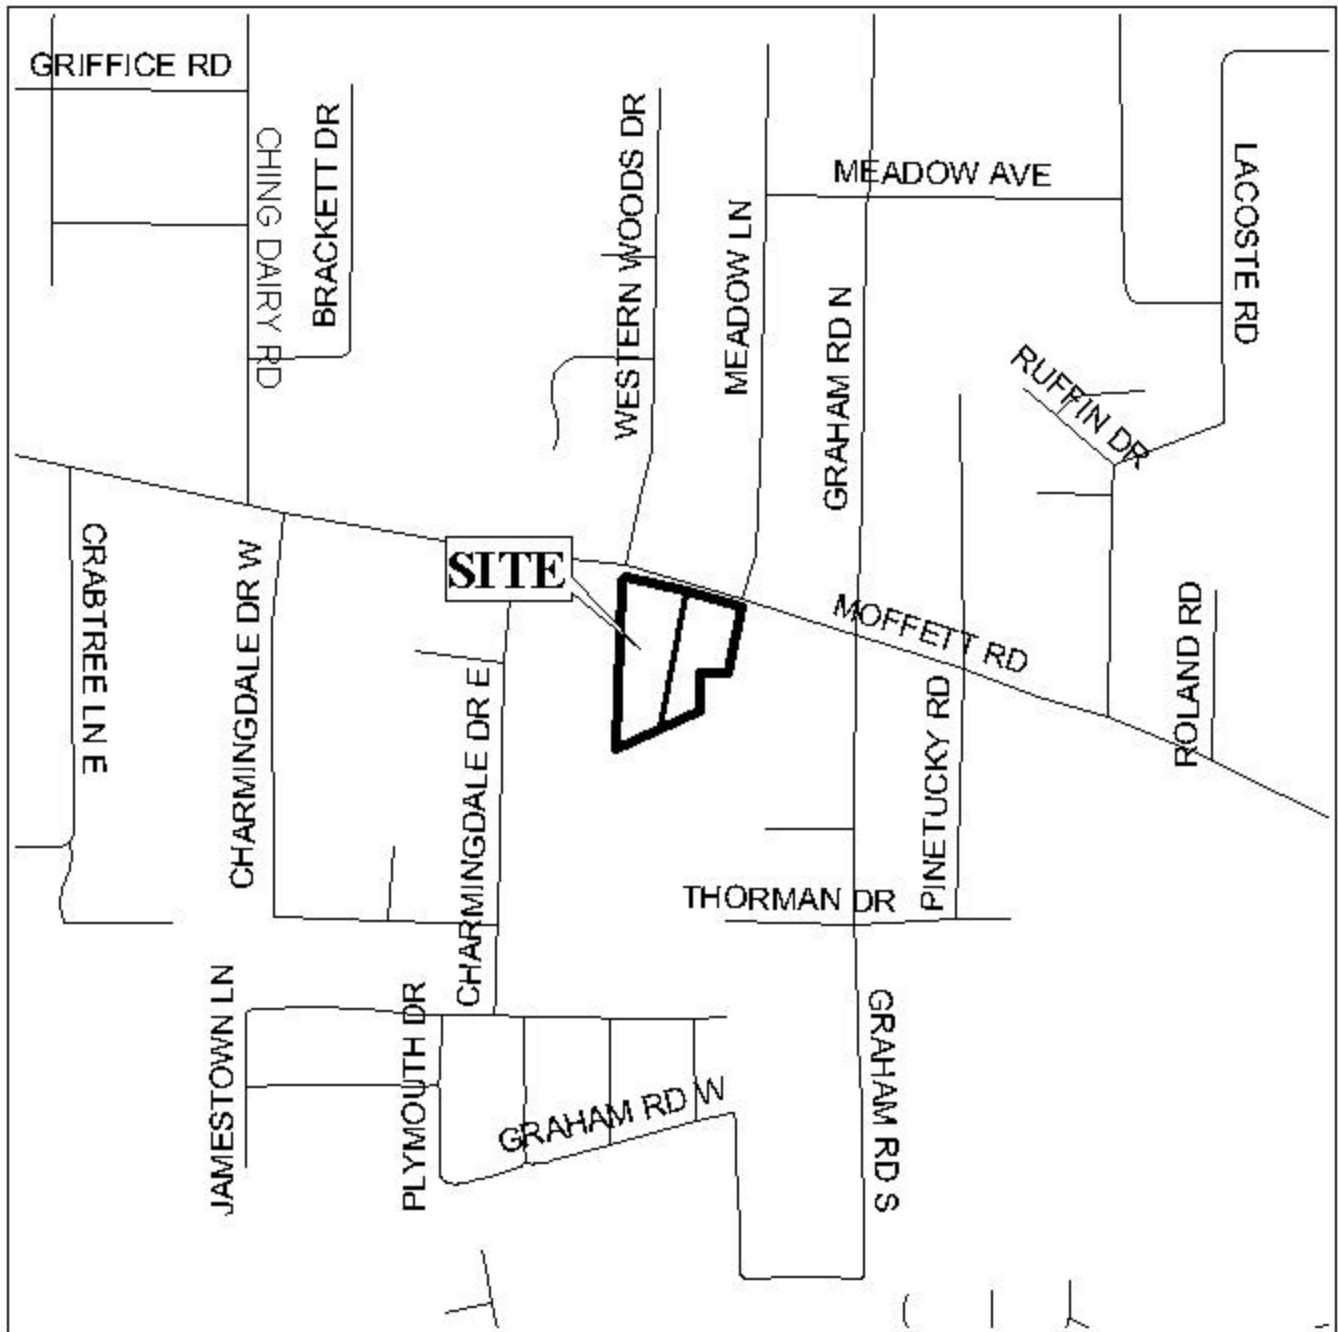 GRIFFICE RD
CHING DAIRY RD
BRACKETT DR
WESTERN WOODS DR
MEADOW LN
MEADOW AVE
GRAHAM RD N
LACOSTE RD
RUFFIN DR
SITE
CRABTREE LN E
CHARMINGDALE DR W
CHARMINGDALE DR E
MOFFETT RD
PINETUCKY RD
ROLAND RD
THORMAN DR
JAMESTOWN LN
PLYMOUTH DR
GRAHAM RD W
GRAHAM RD S